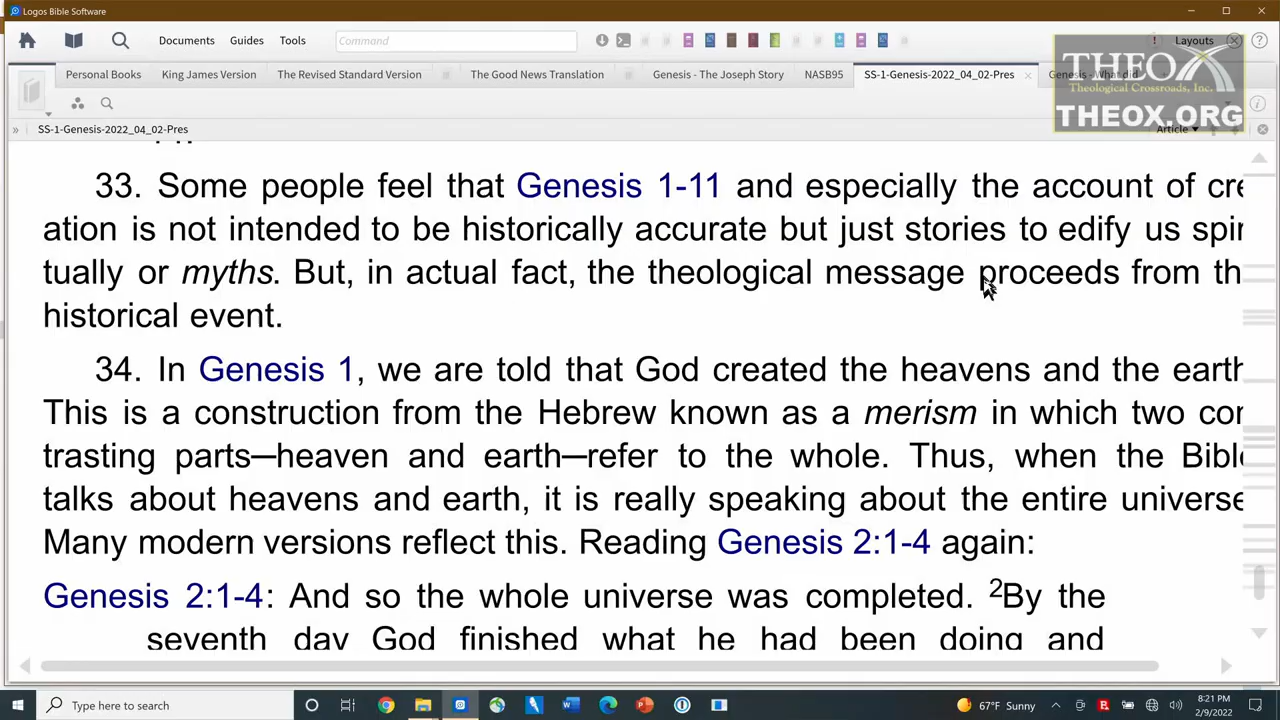 Logos Bible Software
Documents Guides Tools Command Layouts
THEOX
Theological Crossroads, Inc.
THEOX.ORG
Personal Books King James Version The Revised Standard Version The Good News Translation Genesis - The Joseph Story NASB95 SS-1-Genesis-2022_04_02-Pres Genesis - What did
SS-1-Genesis-2022_04_02-Pres Article
33. Some people feel that Genesis 1-11 and especially the account of cre
ation is not intended to be historically accurate but just stories to edify us spir
tually or myths. But, in actual fact, the theological message proceeds from th
historical event.
34. In Genesis 1, we are told that God created the heavens and the earth
This is a construction from the Hebrew known as a merism in which two con
trasting parts—heaven and earth—refer to the whole. Thus, when the Bible
talks about heavens and earth, it is really speaking about the entire universe
Many modern versions reflect this. Reading Genesis 2:1-4 again:
Genesis 2:1-4: And so the whole universe was completed. ²By the
seventh day God finished what he had been doing and
Type here to search 67°F Sunny 8:21 PM
2/9/2022